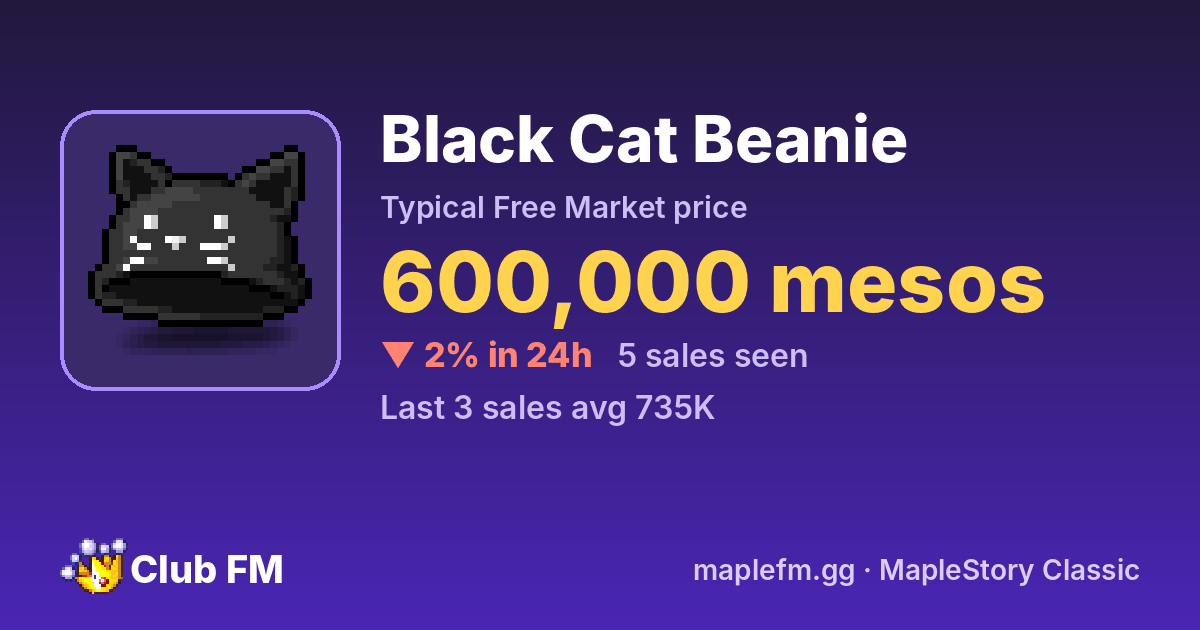 Black Cat Beanie
Typical Free Market price
600,000 mesos
▼ 2% in 24h 5 sales seen
Last 3 sales avg 735K
Club FM
maplefm.gg · MapleStory Classic